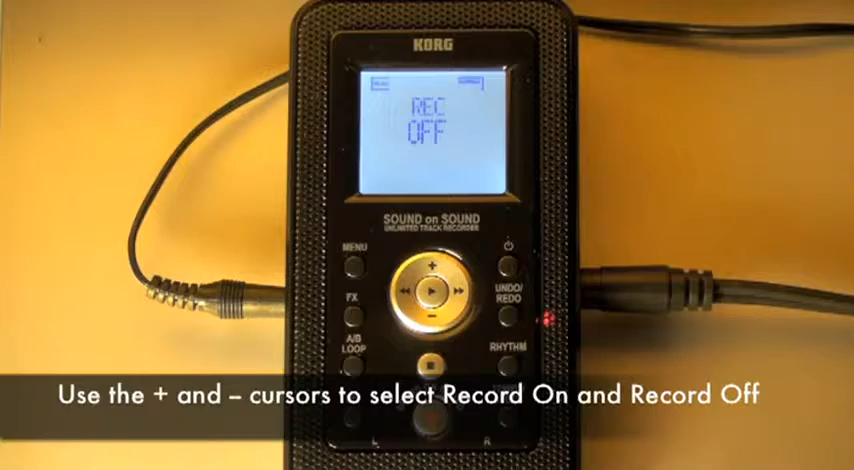 KORG
REC
OFF
SOUND on SOUND
UNLIMITED TRACK RECORDER
MENU
FX
UNDO/
REDO
A/B
LOOP
RHYTHM
Use the + and – cursors to select Record On and Record Off
L
R